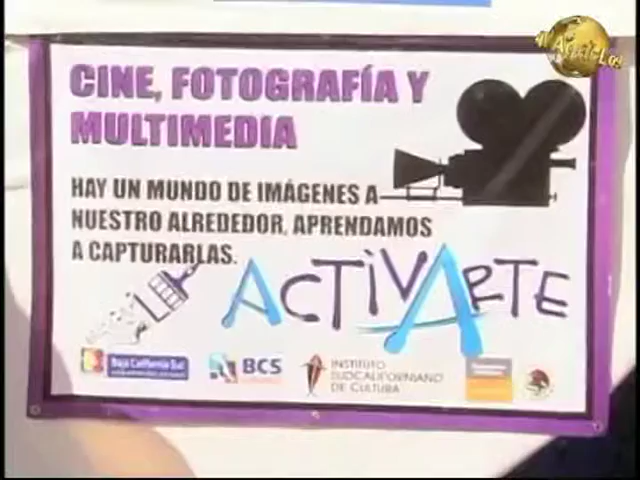 CINE, FOTOGRAFÍA Y
MULTIMEDIA
HAY UN MUNDO DE IMÁGENES A
NUESTRO ALREDEDOR, APRENDAMOS
A CAPTURARLAS.
ACTIVARTE
Baja California Sur
BCS
INSTITUTO
SUDCALIFORNIANO
DE CULTURA